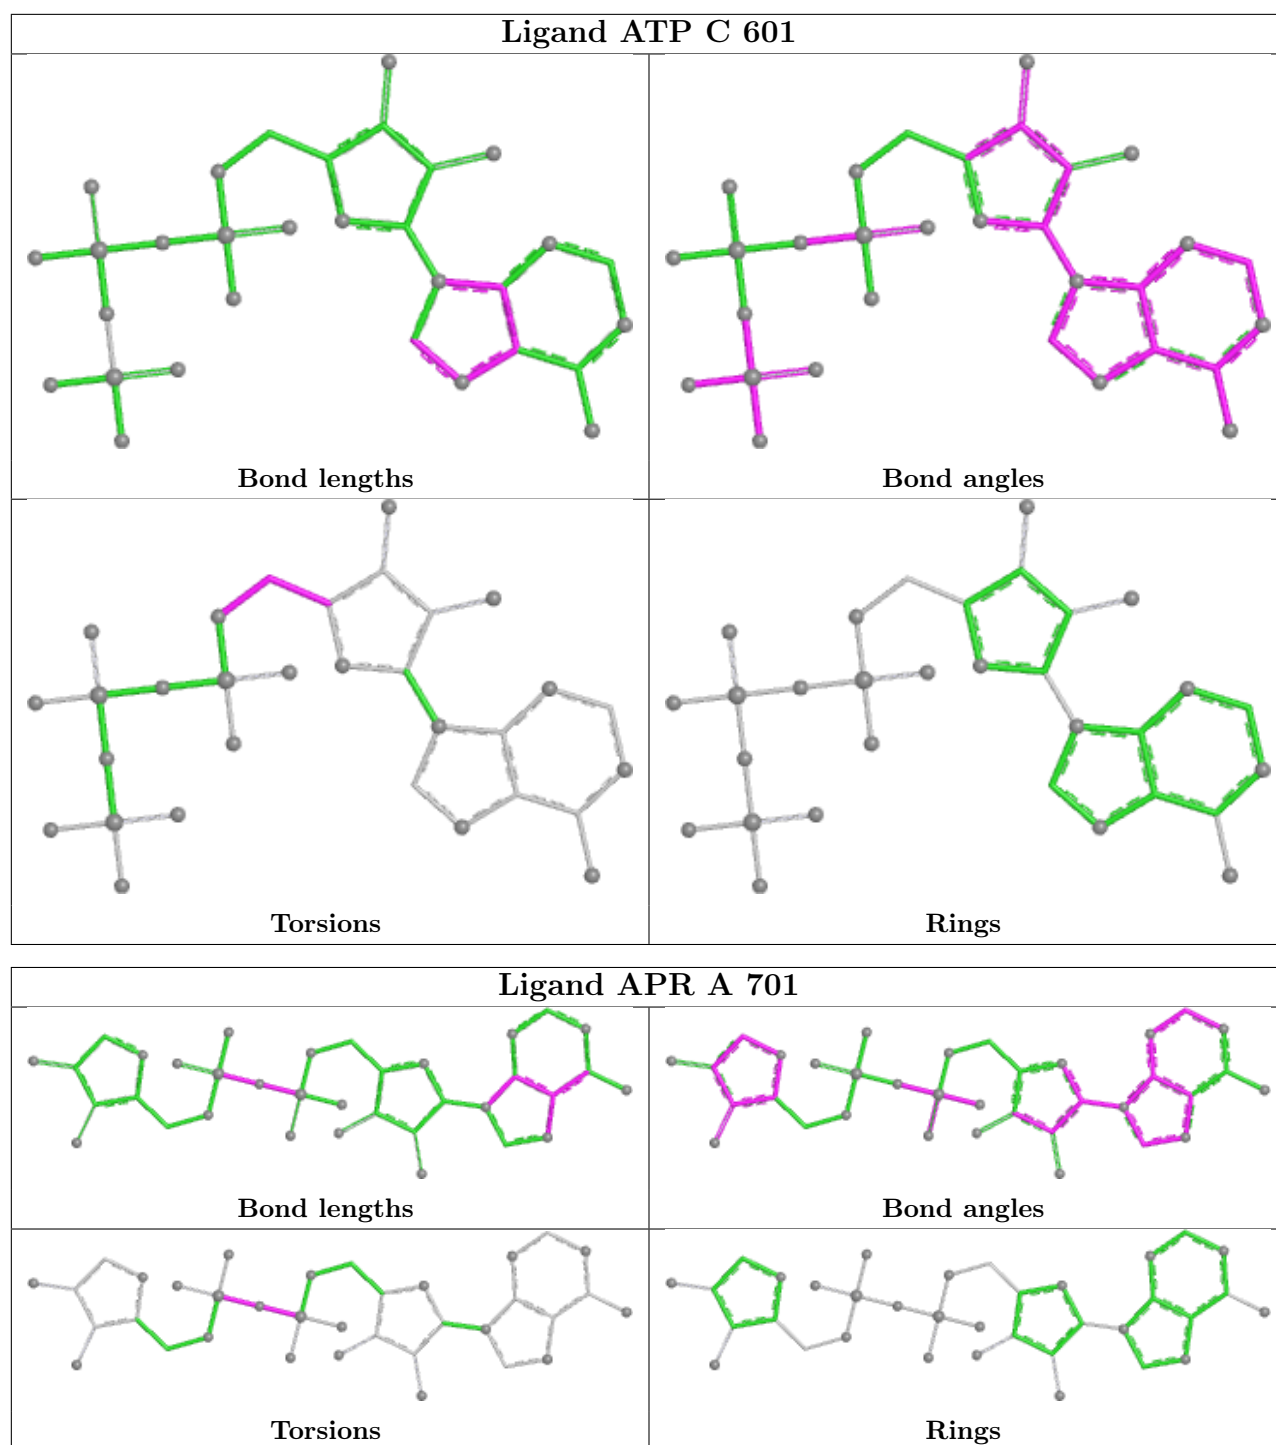 Ligand ATP C 601
Bond lengths
Bond angles
Torsions
Rings
Ligand APR A 701
Bond lengths
Bond angles
Torsions
Rings